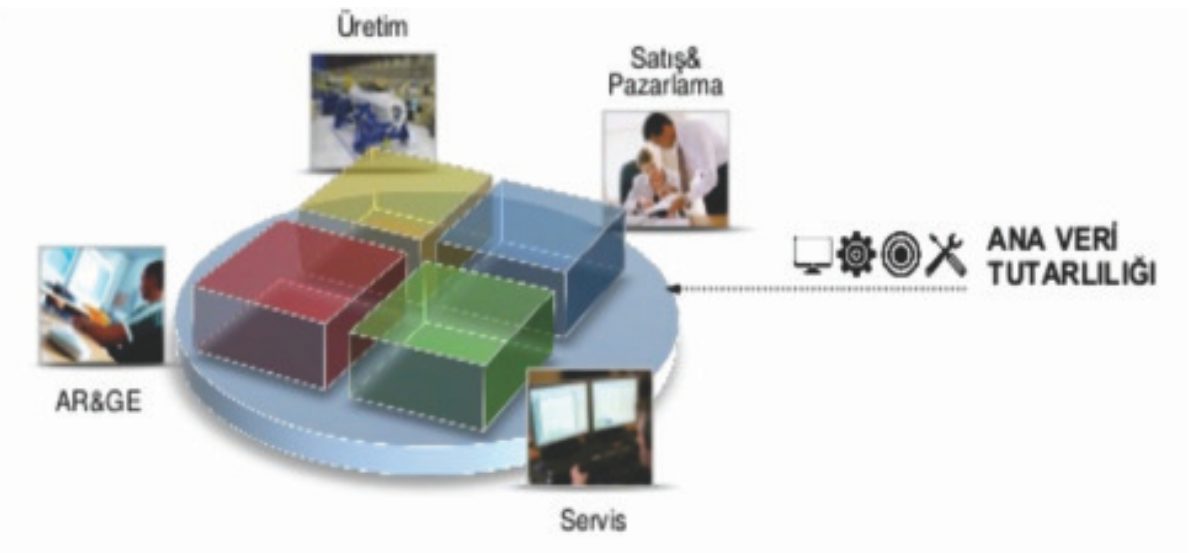 Üretim
Satış&
Pazarlama
ANA VERİ
TUTARLILIĞI
AR&GE
Servis